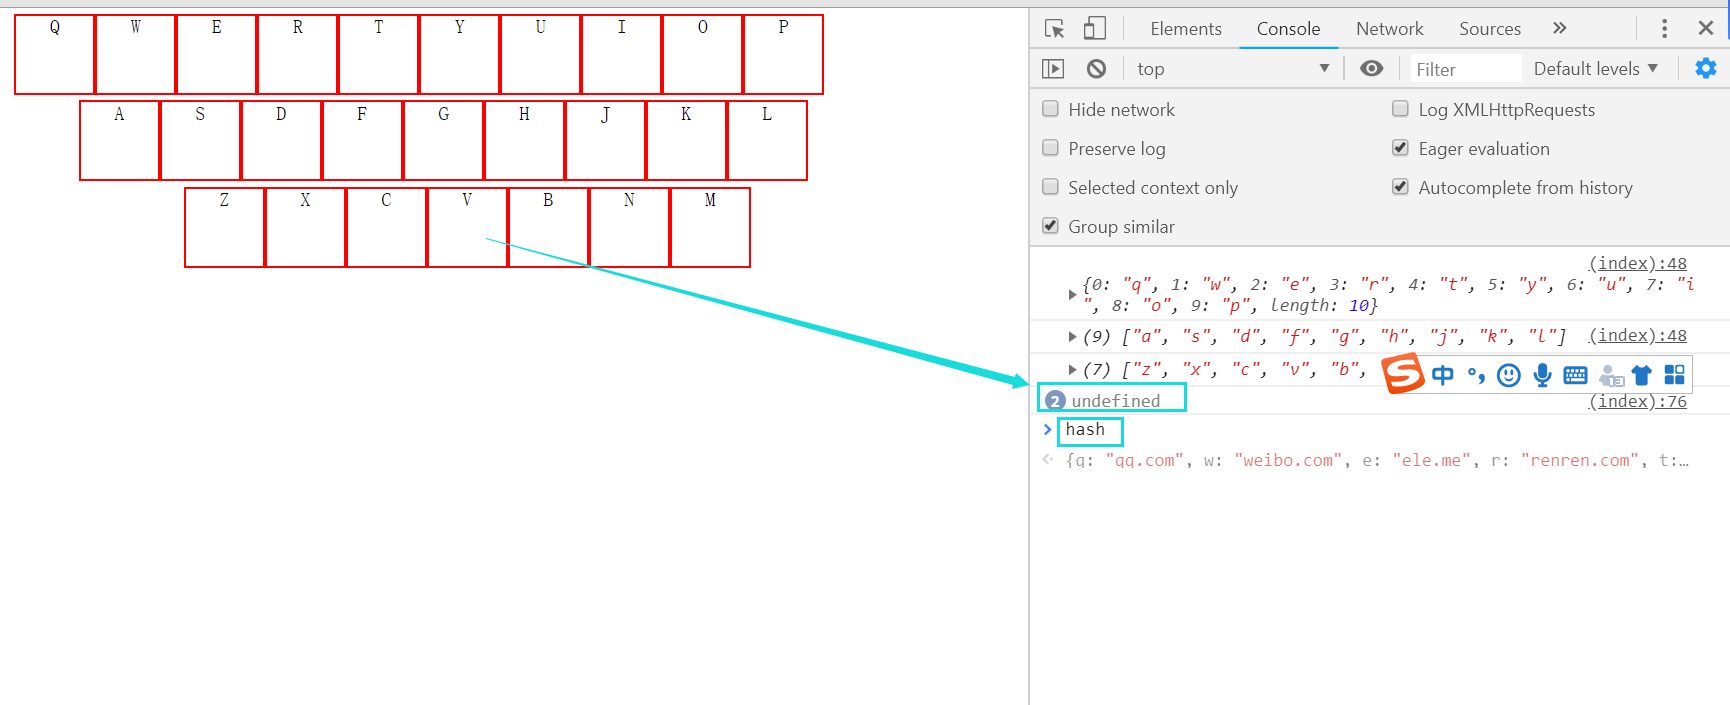 Q W E R T Y U I O P
A S D F G H J K L
Z X C V B N M
Elements Console Network Sources
top Filter Default levels
Hide network
Log XMLHttpRequests
Preserve log
Eager evaluation
Selected context only
Autocomplete from history
Group similar
(index):48
{0: "q", 1: "w", 2: "e", 3: "r", 4: "t", 5: "y", 6: "u", 7: "i
", 8: "o", 9: "p", length: 10}
(9) ["a", "s", "d", "f", "g", "h", "j", "k", "l"] (index):48
(7) ["z", "x", "c", "v", "b",
S 中 °,
2 undefined (index):76
> hash
{q: "qq.com", w: "weibo.com", e: "ele.me", r: "renren.com", t:…